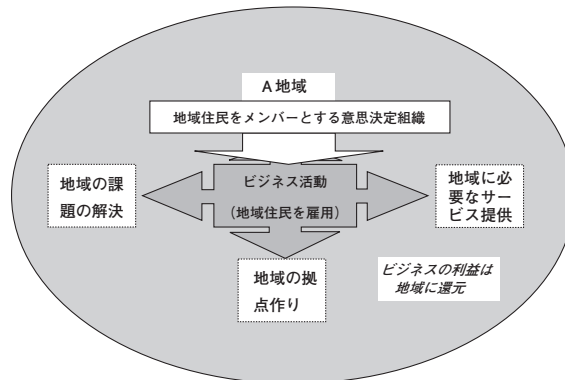 A地域
地域住民をメンバーとする意思決定組織
地域の課
題の解決
ビジネス活動
（地域住民を雇用）
地域に必
要なサー
ビス提供
地域の拠
点作り
ビジネスの利益は
地域に還元